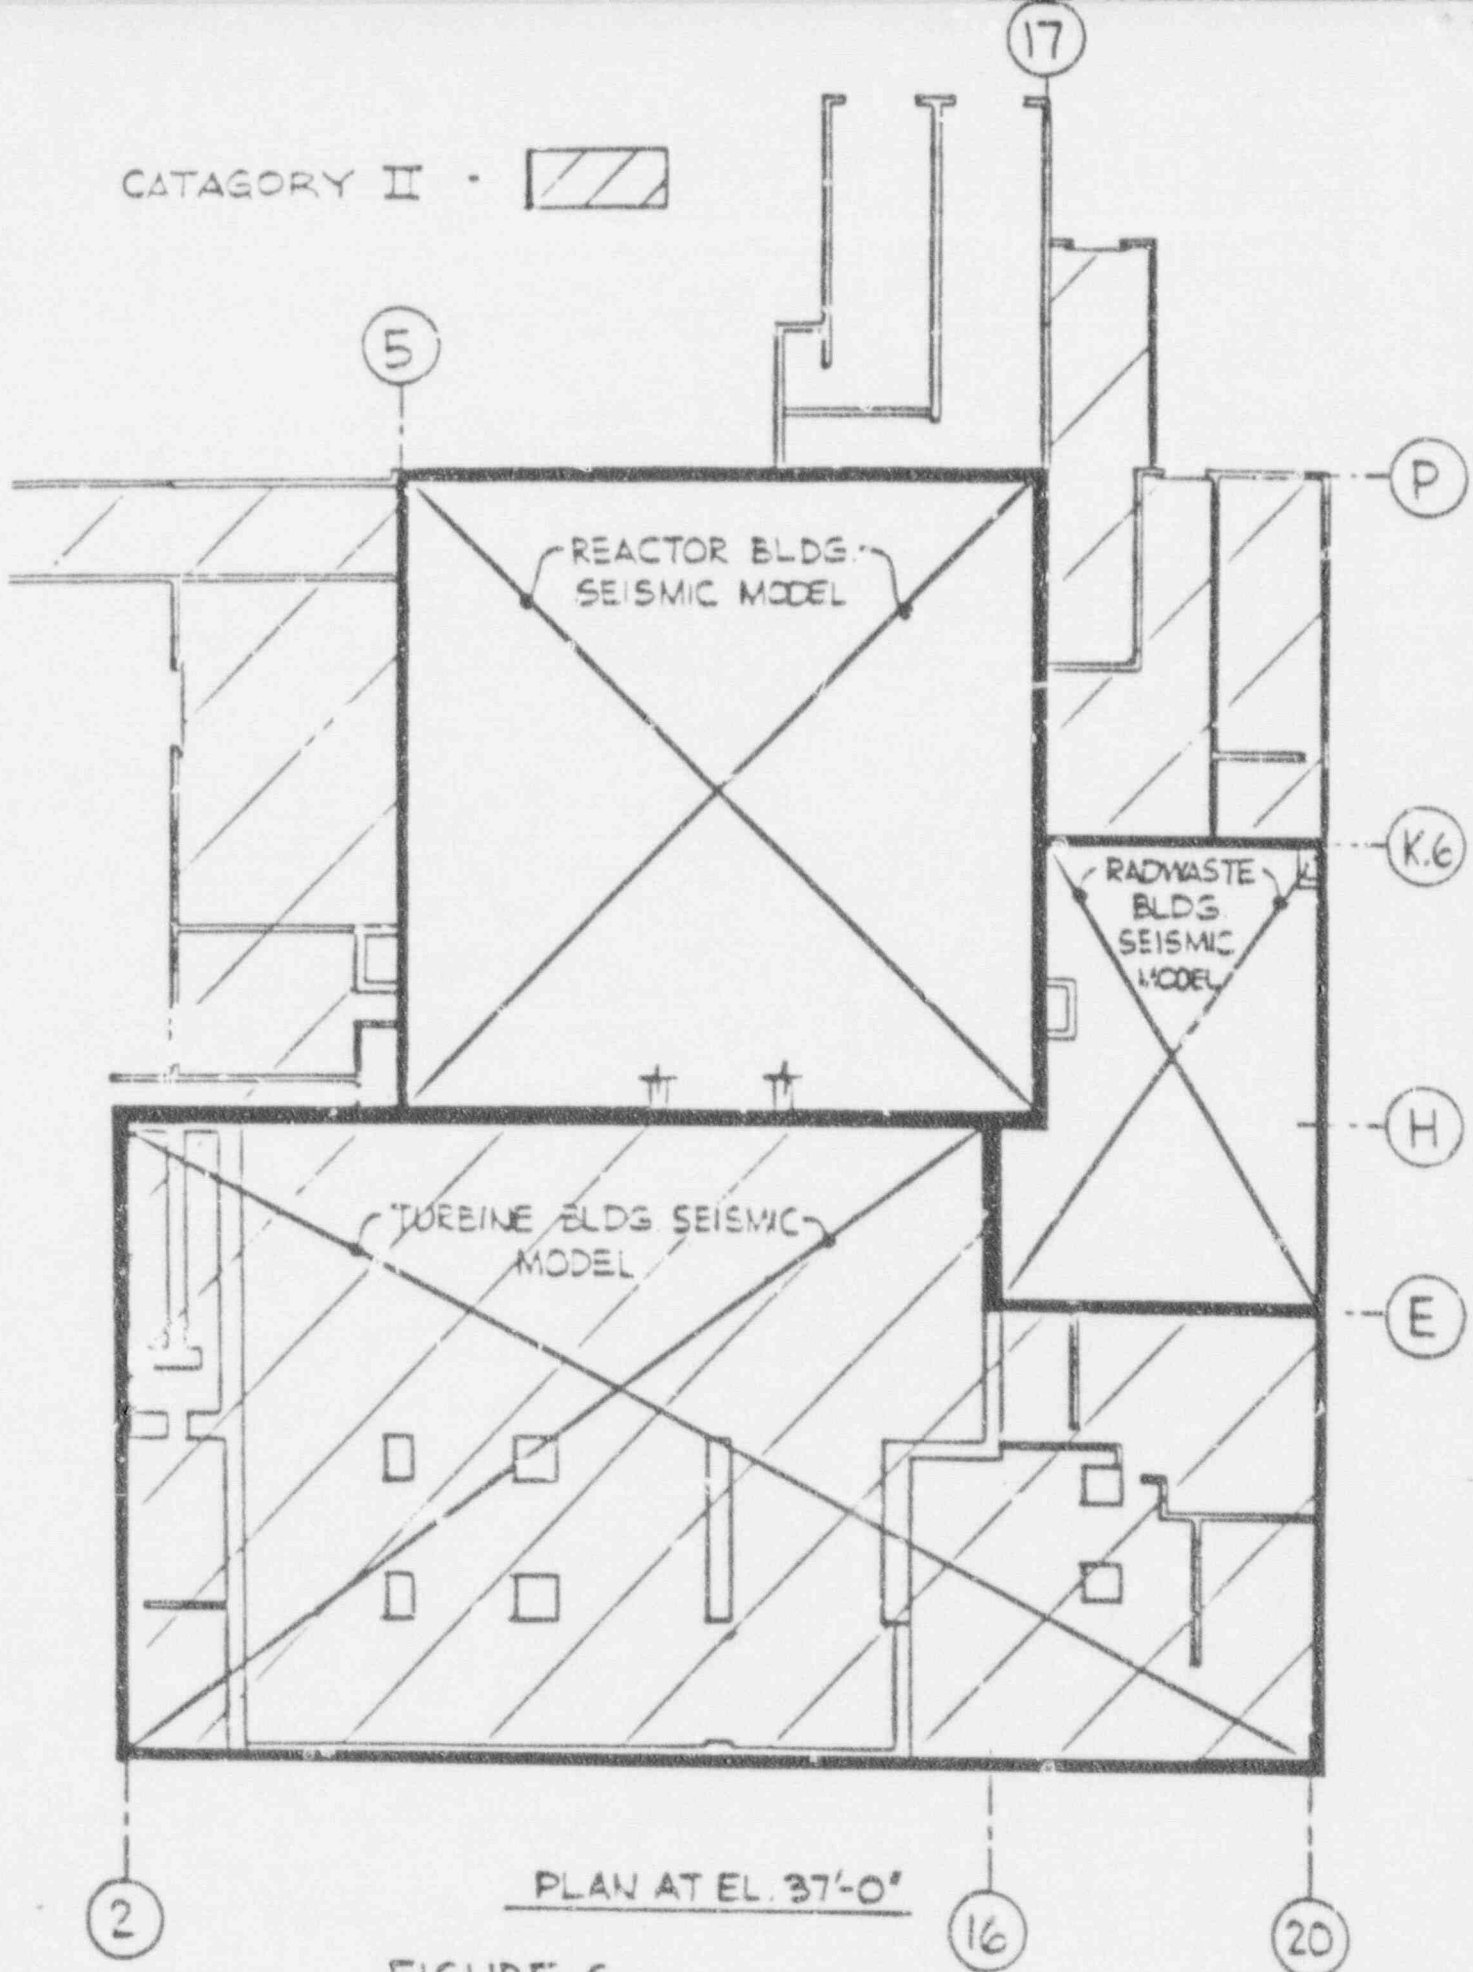 17
CATAGORY II -
5
P
REACTOR BLDG.
SEISMIC MODEL
K.6
RADWASTE
BLDG.
SEISMIC
MODEL
H
TURBINE BLDG. SEISMIC
MODEL
E
PLAN AT EL. 37'-0"
2
16
20
FIGURE